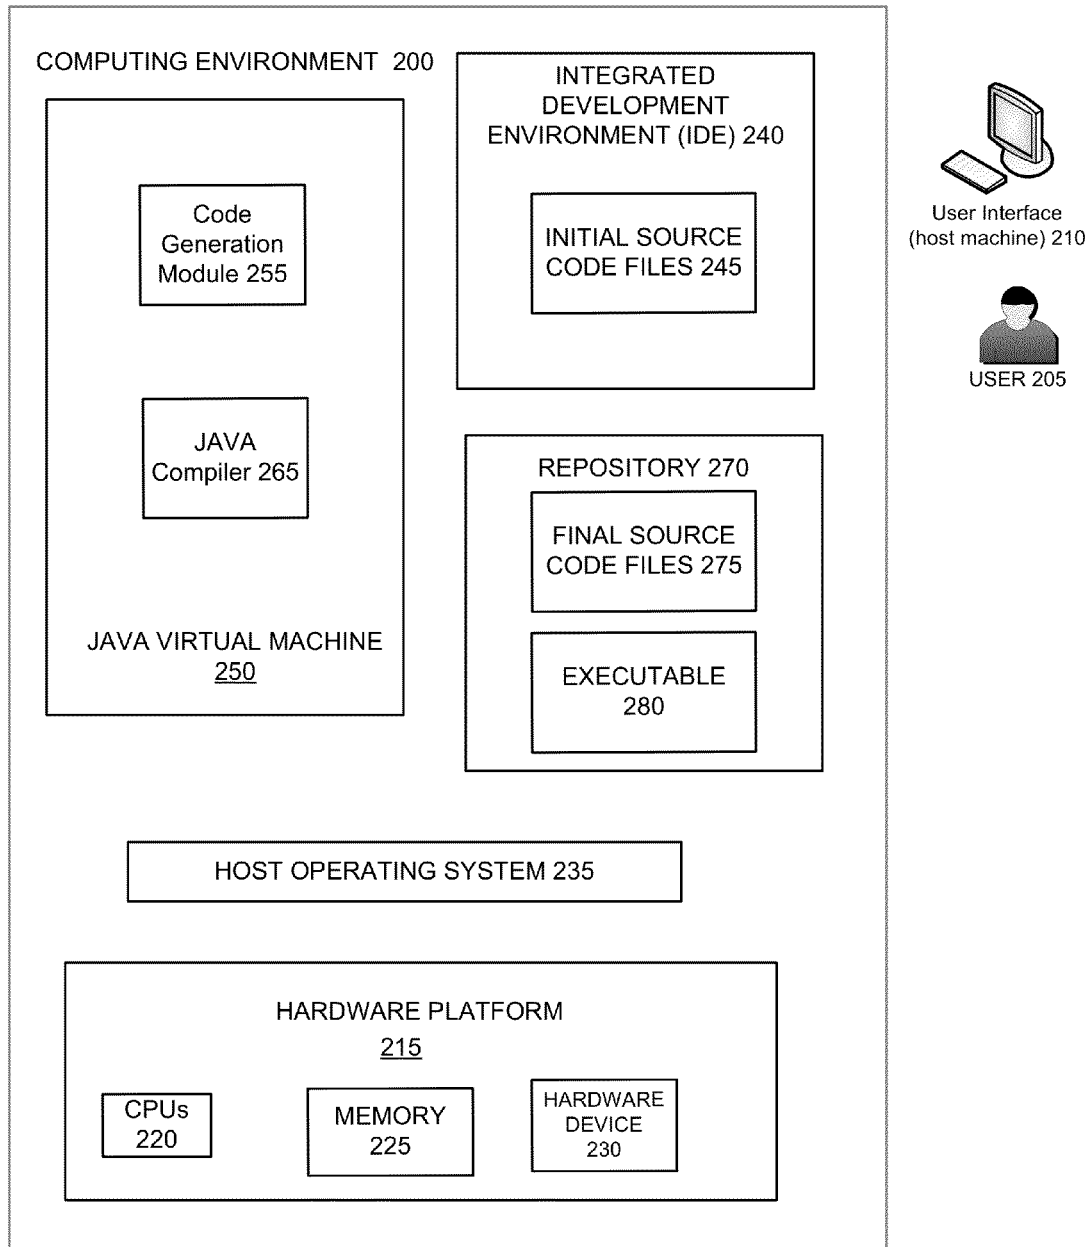 COMPUTING ENVIRONMENT 200
Code
Generation
Module 255
JAVA
Compiler 265
JAVA VIRTUAL MACHINE
250
INTEGRATED
DEVELOPMENT
ENVIRONMENT (IDE) 240
INITIAL SOURCE
CODE FILES 245
User Interface
(host machine) 210
USER 205
REPOSITORY 270
FINAL SOURCE
CODE FILES 275
EXECUTABLE
280
HOST OPERATING SYSTEM 235
HARDWARE PLATFORM
215
CPUs
220
MEMORY
225
HARDWARE
DEVICE
230